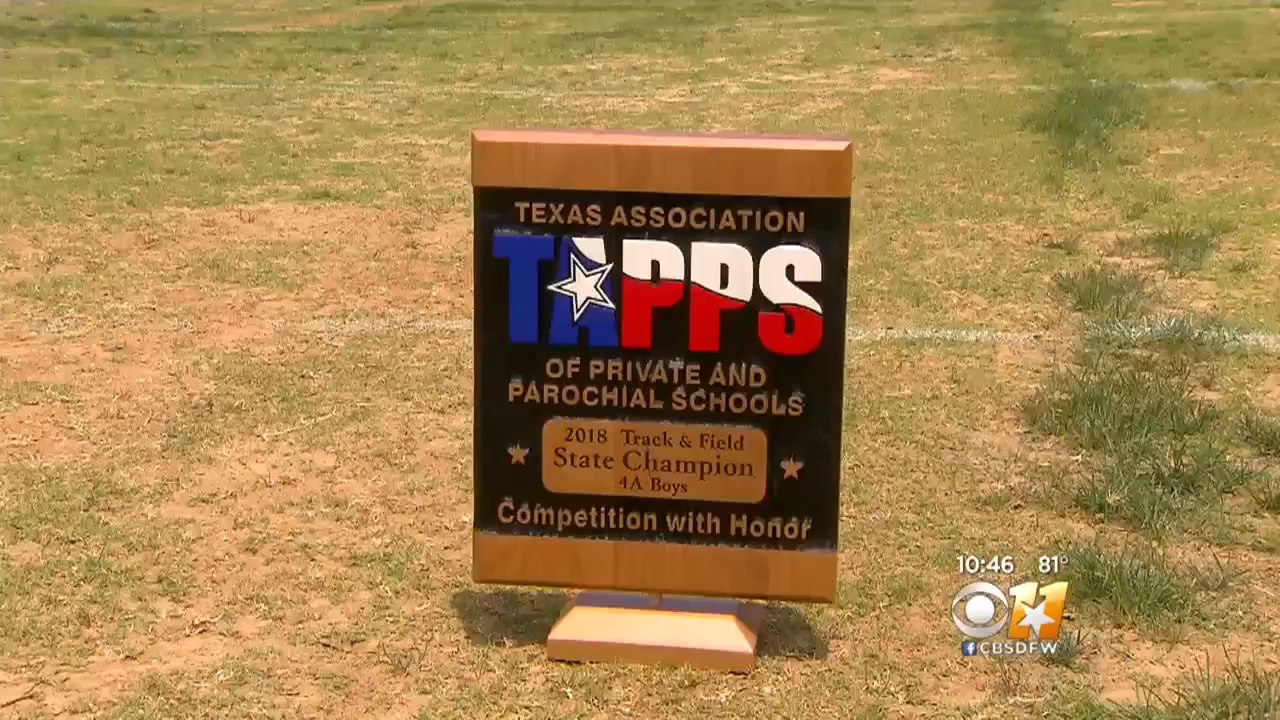 TEXAS ASSOCIATION
TAPPS
OF PRIVATE AND
PAROCHIAL SCHOOLS
2018 Track & Field
State Champion
4A Boys
Competition with Honor
10:46 81°
11
f CBSDFW